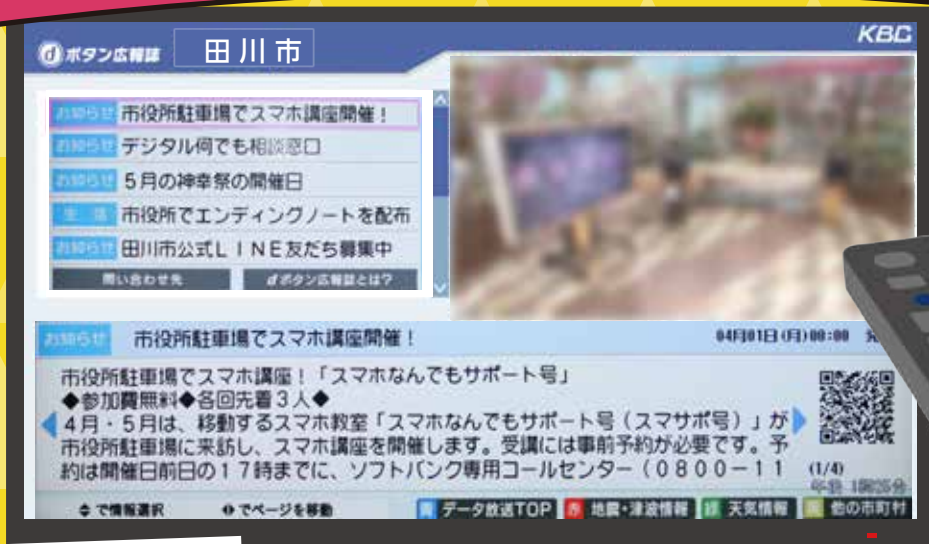 dボタン広報誌
田川市
KBC
お知らせ 市役所駐車場でスマホ講座開催!
お知らせ デジタル何でも相談窓口
お知らせ 5月の神幸祭の開催日
生活 市役所でエンディングノートを配布
お知らせ 田川市公式LINE友だち募集中
問い合わせ先
dボタン広報誌とは?
お知らせ 市役所駐車場でスマホ講座開催!
04月01日(月)00:00
市役所駐車場でスマホ講座!「スマホなんでもサポート号」
◆参加費無料◆各回先着3人◆
4月・5月は、移動するスマホ教室「スマホなんでもサポート号(スマサポ号)」が
市役所駐車場に来訪し、スマホ講座を開催します。受講には事前予約が必要です。予
約は開催日前日の17時までに、ソフトバンク専用コールセンター(0800-11
(1/4)
で情報選択
でページを移動
青 データ放送TOP
赤 地震・津波情報
緑 天気情報
他の市町村